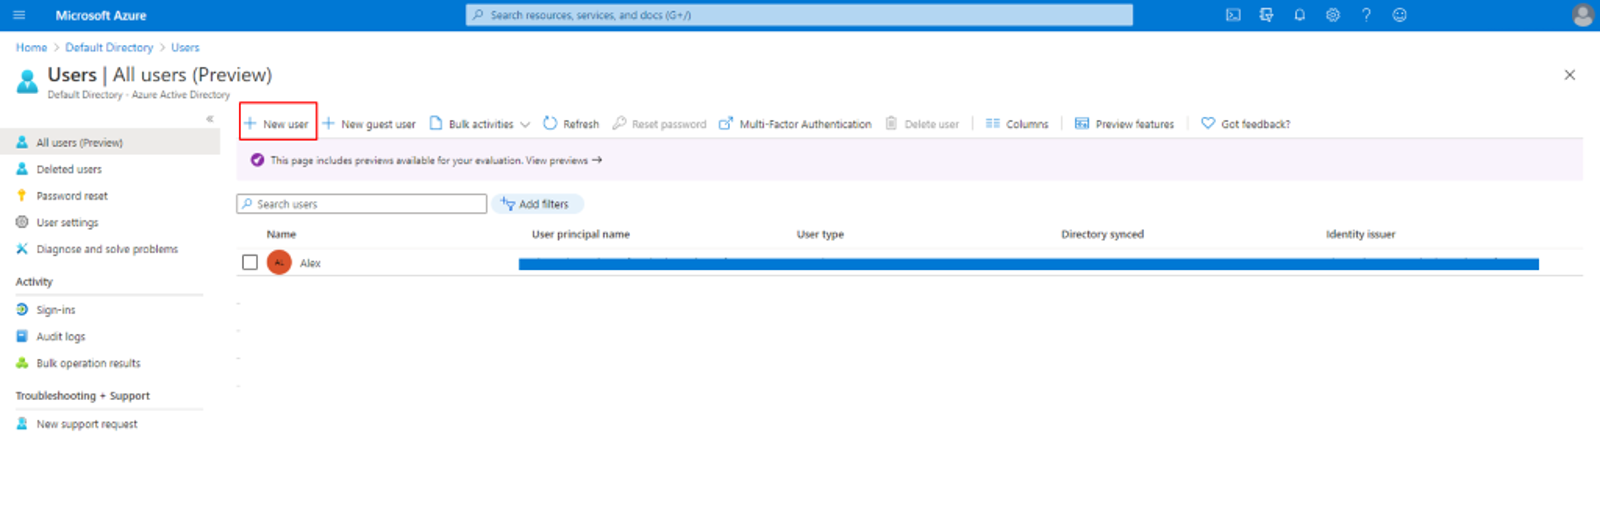 Microsoft Azure
Search resources, services, and docs (G+/)
Home > Default Directory > Users
Users | All users (Preview)
Default Directory - Azure Active Directory
All users (Preview)
Deleted users
Password reset
User settings
Diagnose and solve problems
Activity
Sign-ins
Audit logs
Bulk operation results
Troubleshooting + Support
New support request
New user New guest user Bulk activities Refresh Reset password Multi-Factor Authentication Delete user Columns Preview features Got feedback?
This page includes previews available for your evaluation. View previews →
Search users Add filters
Name User principal name User type Directory synced Identity issuer
AL Alex